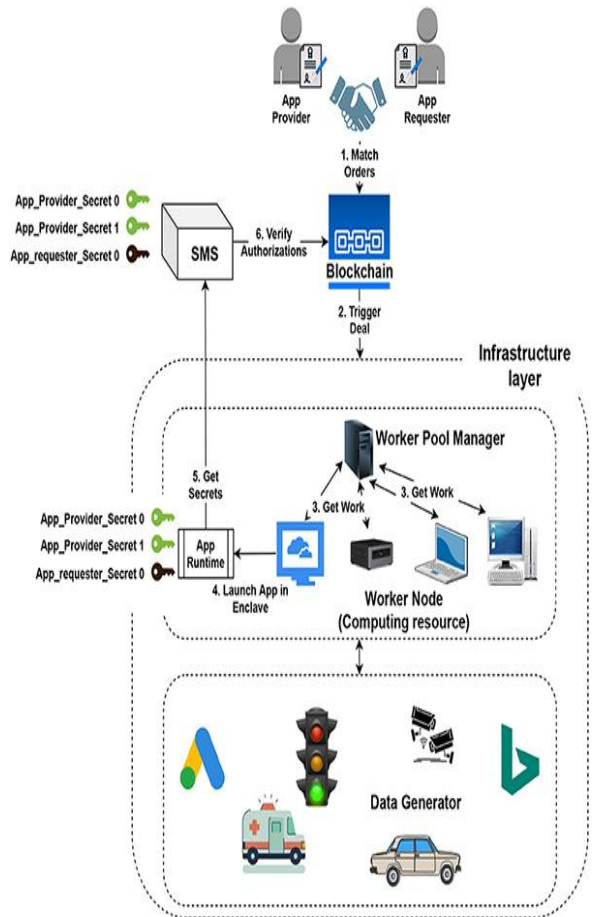 App
Provider
App
Requester
1. Match
Orders
App_Provider_Secret 0
App_Provider_Secret 1
App_requester_Secret 0
SMS
6. Verify
Authorizations
Blockchain
2. Trigger
Deal
Infrastructure
layer
Worker Pool Manager
5. Get
Secrets
3. Get Work
3. Get Work
App_Provider_Secret 0
App_Provider_Secret 1
App_requester_Secret 0
App
Runtime
4. Launch App in
Enclave
Worker Node
(Computing resource)
Data Generator